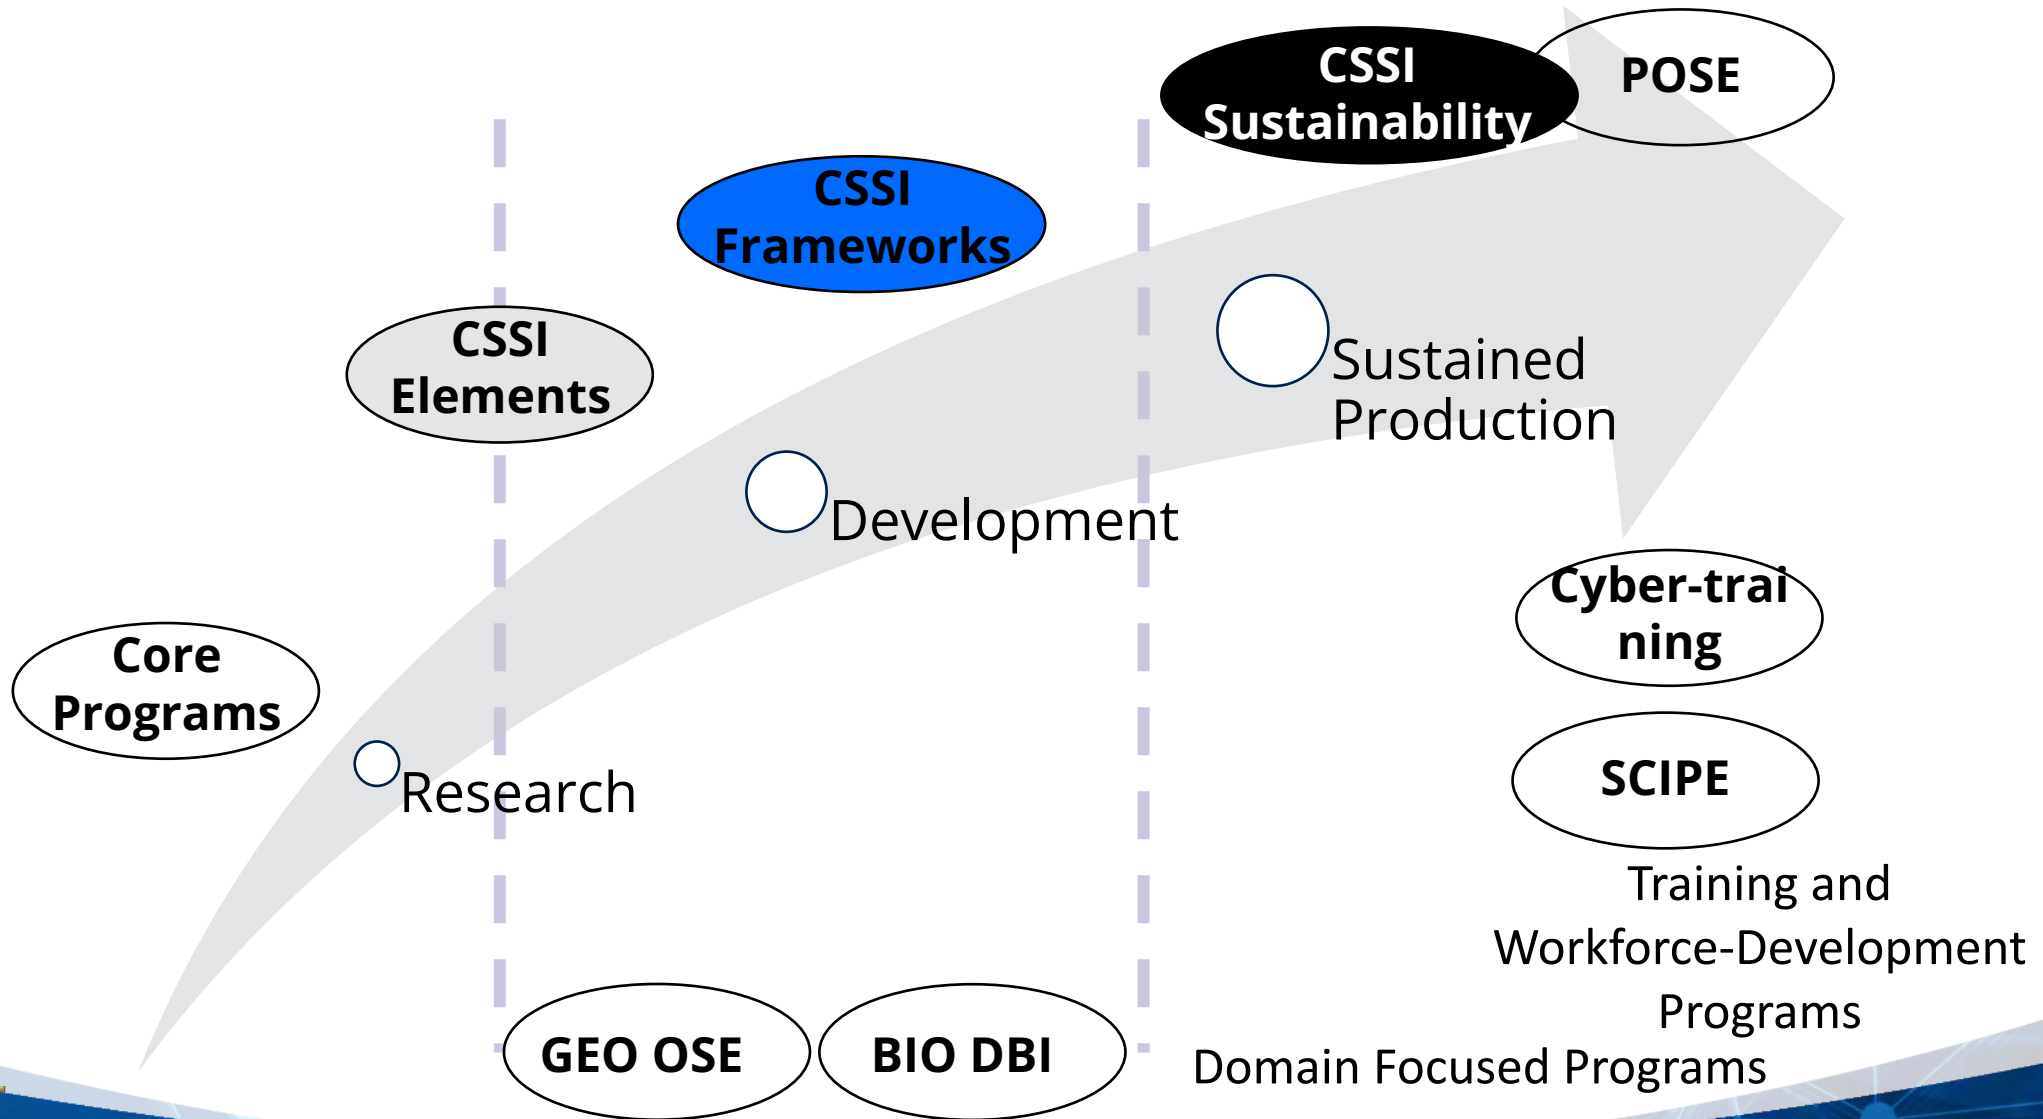 CSSI
Sustainability
POSE
CSSI
Frameworks
CSSI
Elements
Sustained
Production
Development
Core
Programs
Research
Cyber-trai
ning
SCIPE
Training and
Workforce-Development
Programs
GEO OSE
BIO DBI
Domain Focused Programs